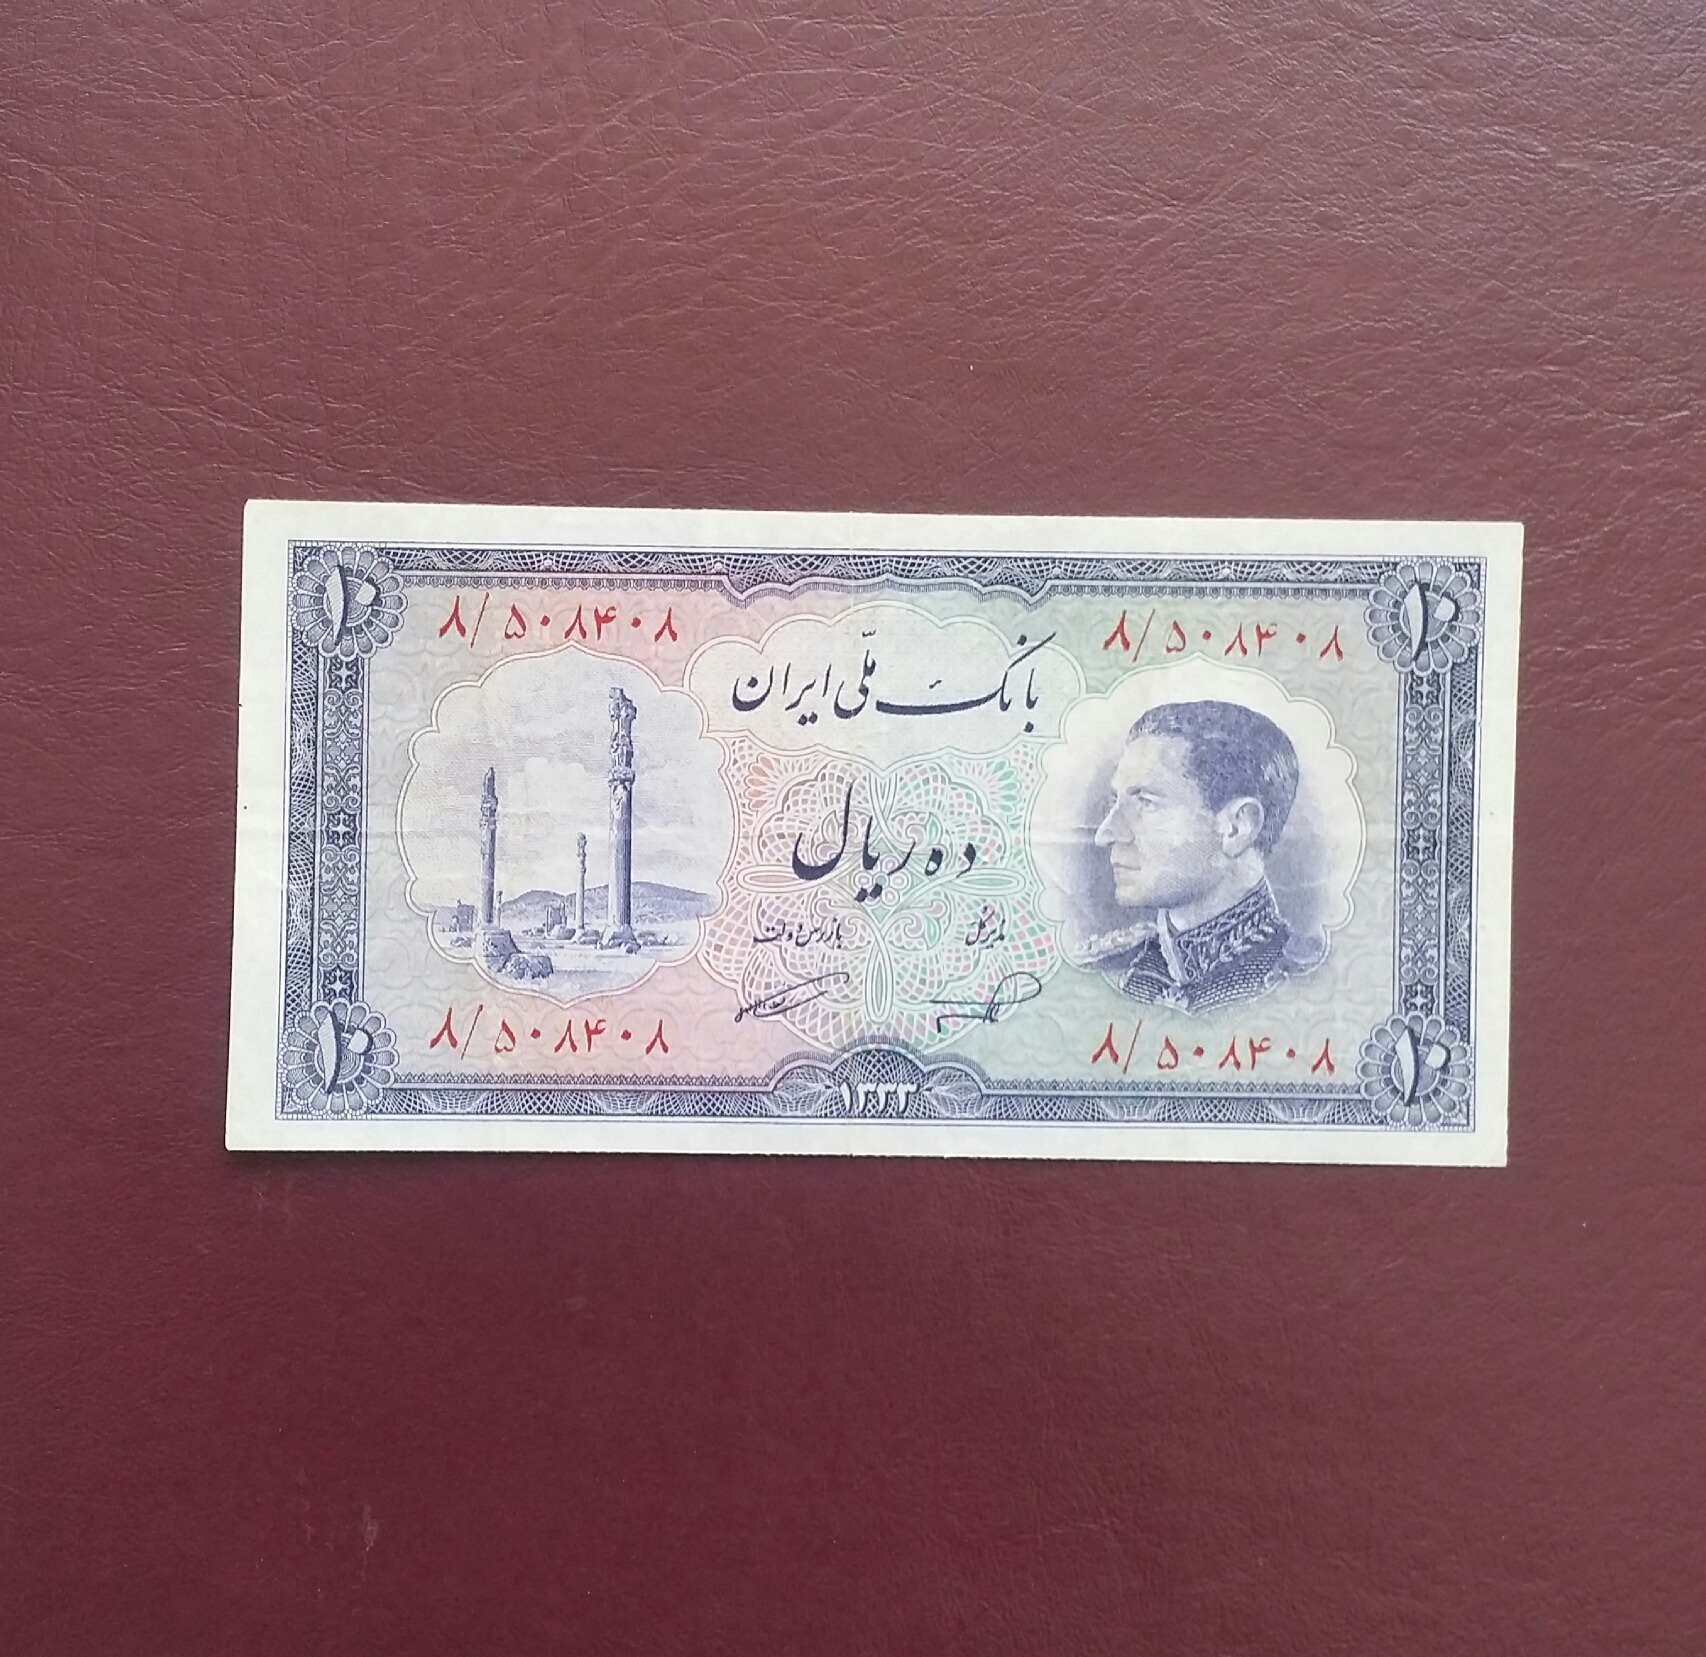 ۱۰ ۱۰
۸/۵۰۸۴۰۸ ۸/۵۰۸۴۰۸
بانک ملّی ایران
ده ریال
مدیر کل بازرس دولت
۸/۵۰۸۴۰۸ ۸/۵۰۸۴۰۸
۱۰ ۱۰
۱۳۳۳